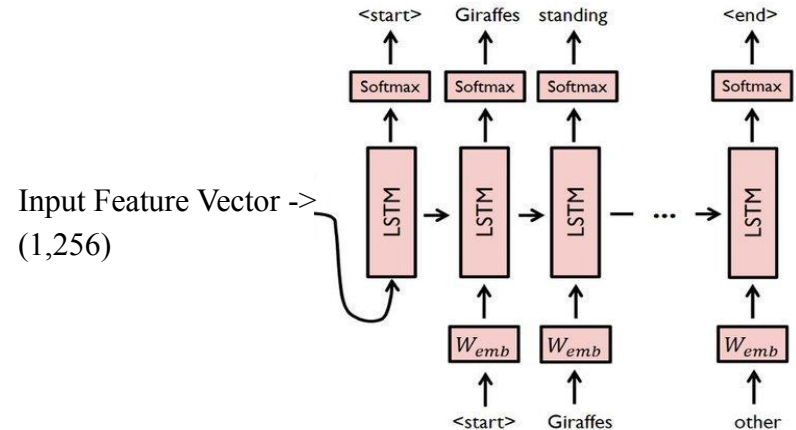 <start> Giraffes standing <end>
Softmax Softmax Softmax Softmax
Input Feature Vector ->
(1,256)
LSTM LSTM LSTM ... LSTM
W_emb W_emb W_emb
<start> Giraffes other